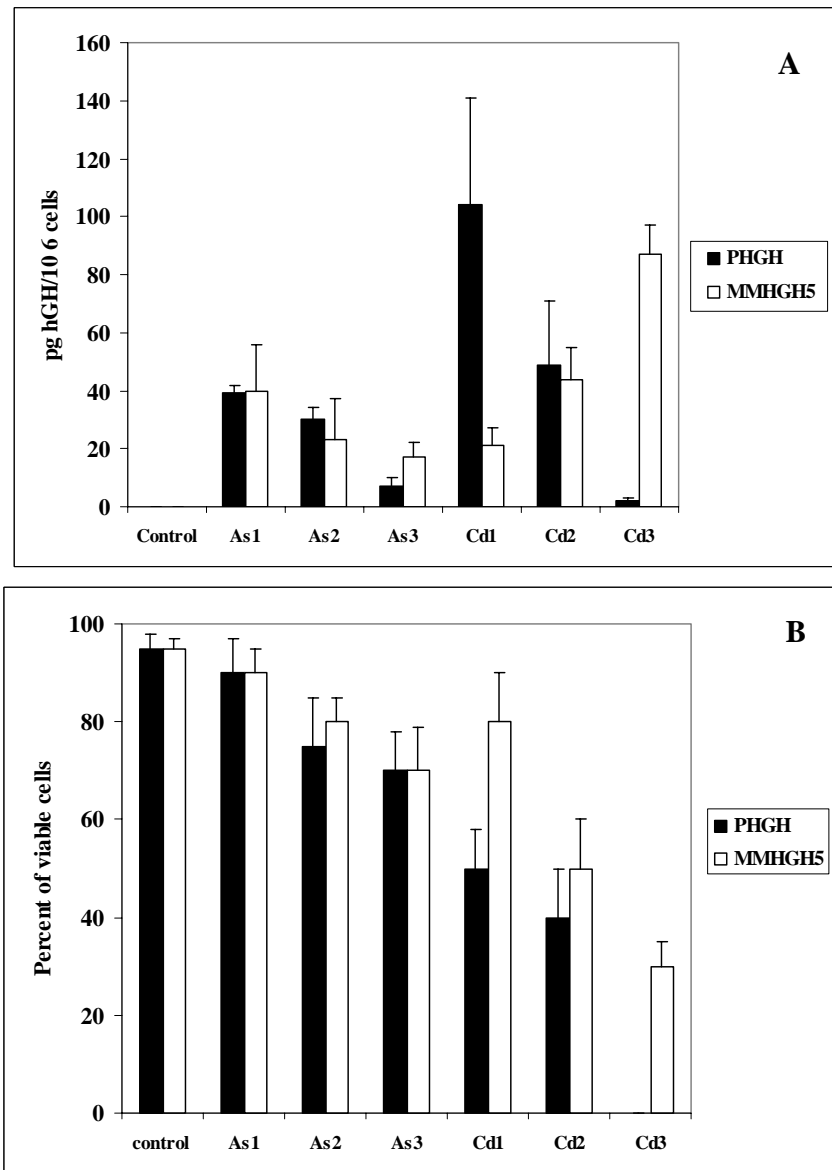 A
160
140
120
100
80
60
40
20
0
pg hGH/10 6 cells
Control As1 As2 As3 Cd1 Cd2 Cd3
PHGH
MMHGH5
B
100
80
60
40
20
0
Percent of viable cells
control As1 As2 As3 Cd1 Cd2 Cd3
PHGH
MMHGH5